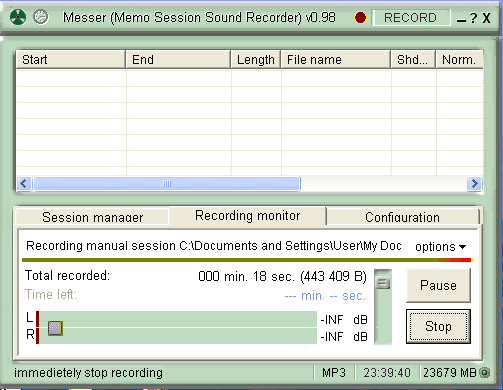 Messer (Memo Session Sound Recorder) v0.98 RECORD ? X
Start End Length File name Shd... Norm.
Session manager Recording monitor Configuration
Recording manual session C:\Documents and Settings\User\My Doc options
Total recorded: 000 min. 18 sec. (443 409 B)
Time left: --- min. -- sec.
Pause
L -INF dB
R -INF dB
Stop
immedietely stop recording MP3 23:39:40 23679 MB